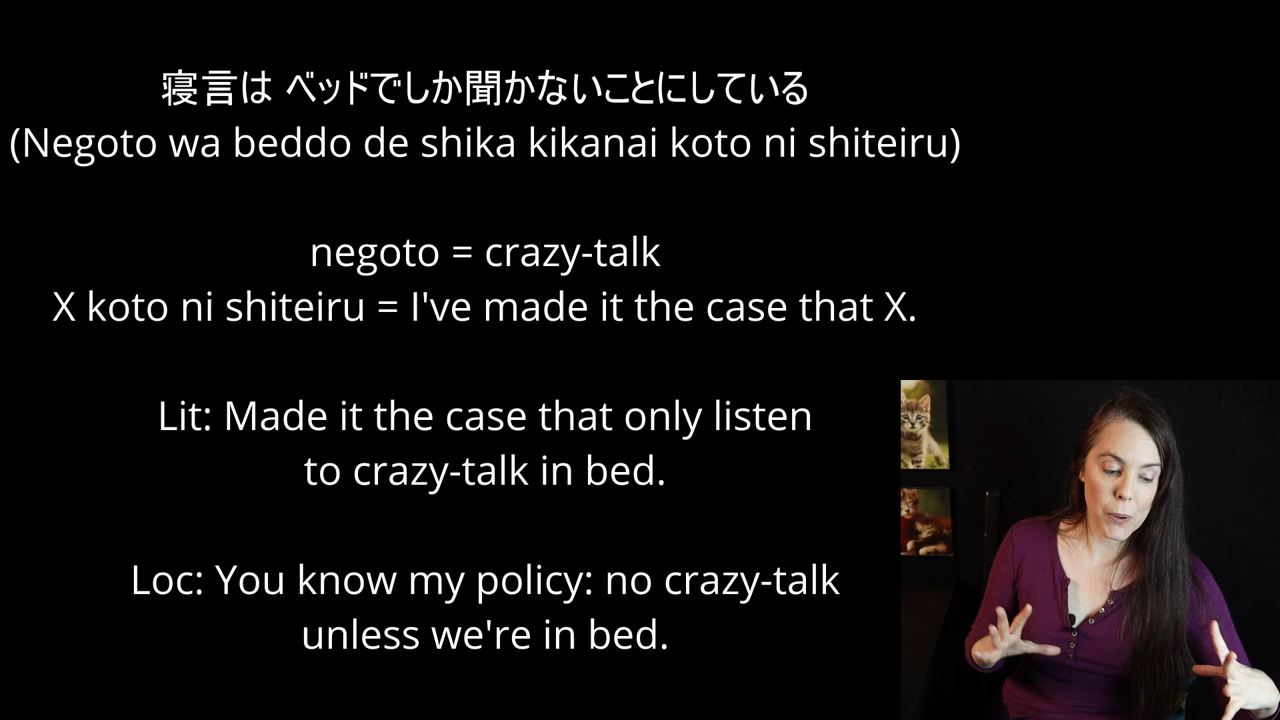 寝言は ベッドでしか聞かないことにしている
(Negoto wa beddo de shika kikanai koto ni shiteiru)
negoto = crazy-talk
X koto ni shiteiru = I've made it the case that X.
Lit: Made it the case that only listen
to crazy-talk in bed.
Loc: You know my policy: no crazy-talk
unless we're in bed.